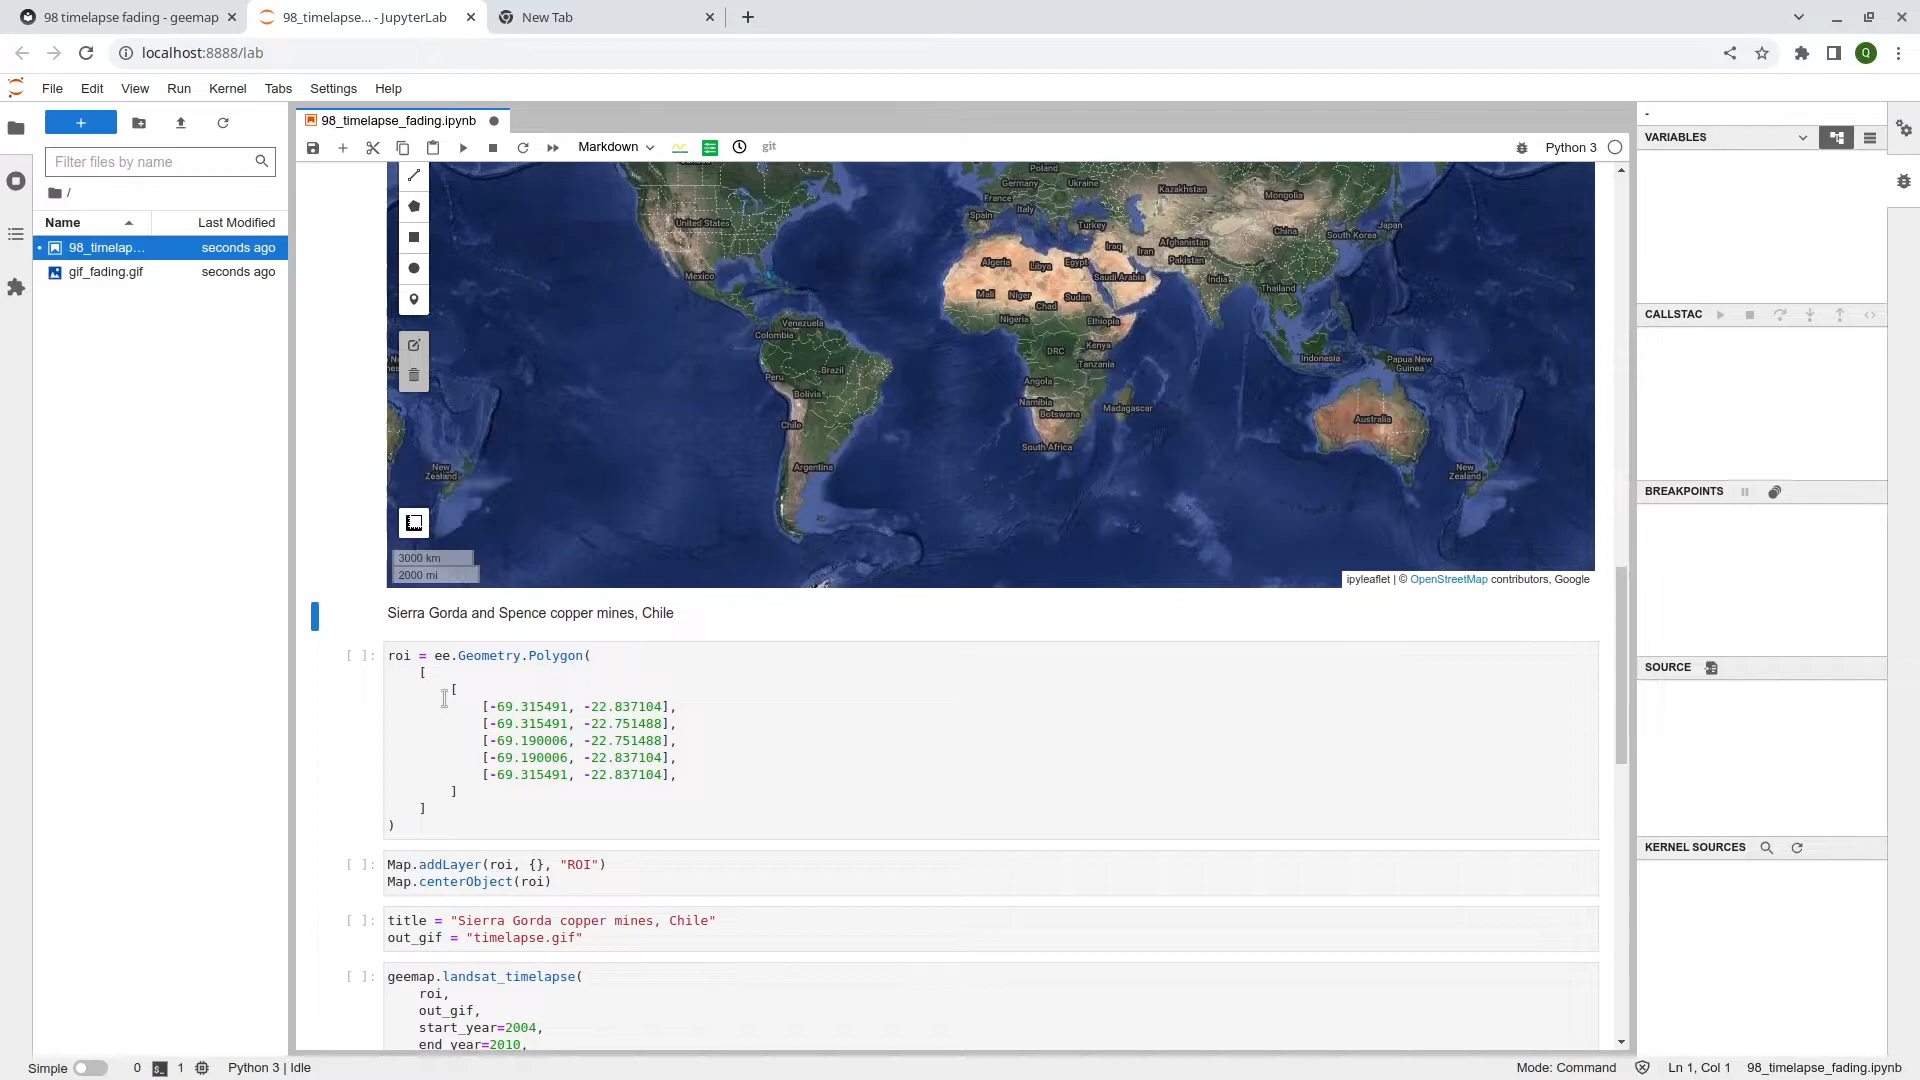 98 timelapse fading - geemap
98_timelapse... - JupyterLab
New Tab
localhost:8888/lab
Q
File Edit View Run Kernel Tabs Settings Help
Filter files by name
/
Name Last Modified
98_timelap... seconds ago
gif_fading.gif seconds ago
98_timelapse_fading.ipynb
Markdown
git
Python 3
Poland
Germany
Ukraine
Kazakhstan
Mongolia
France
Italy
Spain
Turkey
United States
China
Japan
South Korea
Afghanistan
Iraq
Iran
Pakistan
Algeria
Libya
Egypt
Saudi Arabia
Mexico
India
Thailand
Mali
Niger
Chad
Sudan
Nigeria
Ethiopia
Venezuela
Colombia
DRC
Kenya
Tanzania
Indonesia
Papua New
Guinea
Peru
Brazil
Bolivia
Angola
Namibia
Botswana
Madagascar
Chile
Australia
South Africa
Argentina
New
Zealand
New
Zealand
3000 km
2000 mi
ipyleaflet | © OpenStreetMap contributors, Google
Sierra Gorda and Spence copper mines, Chile
[ ]: roi = ee.Geometry.Polygon(
[
[
[-69.315491, -22.837104],
[-69.315491, -22.751488],
[-69.190006, -22.751488],
[-69.190006, -22.837104],
[-69.315491, -22.837104],
]
]
)
[ ]: Map.addLayer(roi, {}, "ROI")
Map.centerObject(roi)
[ ]: title = "Sierra Gorda copper mines, Chile"
out_gif = "timelapse.gif"
[ ]: geemap.landsat_timelapse(
roi,
out_gif,
start_year=2004,
end_year=2010,
-
VARIABLES
CALLSTAC
BREAKPOINTS
SOURCE
KERNEL SOURCES
Simple 0 1 Python 3 | Idle
Mode: Command Ln 1, Col 1 98_timelapse_fading.ipynb